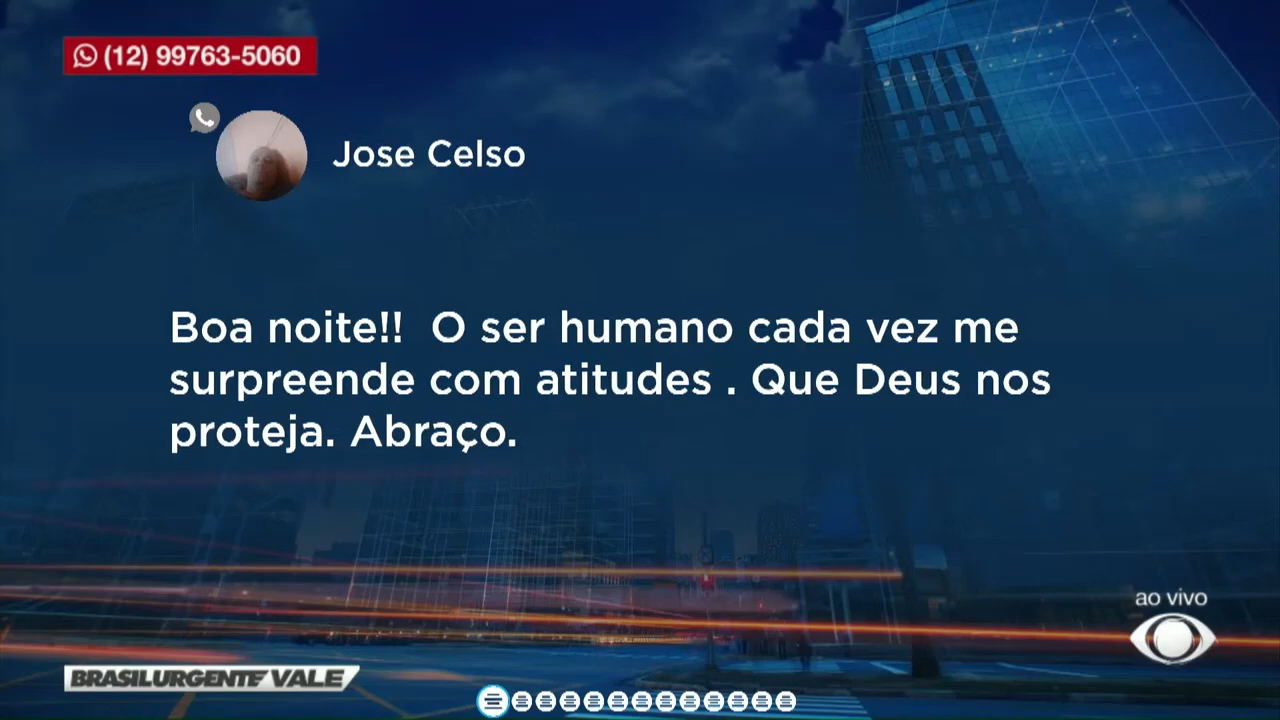 (12) 99763-5060
Jose Celso
Boa noite!!  O ser humano cada vez me
surpreende com atitudes . Que Deus nos
proteja. Abraço.
ao vivo
BRASILURGENTE VALE